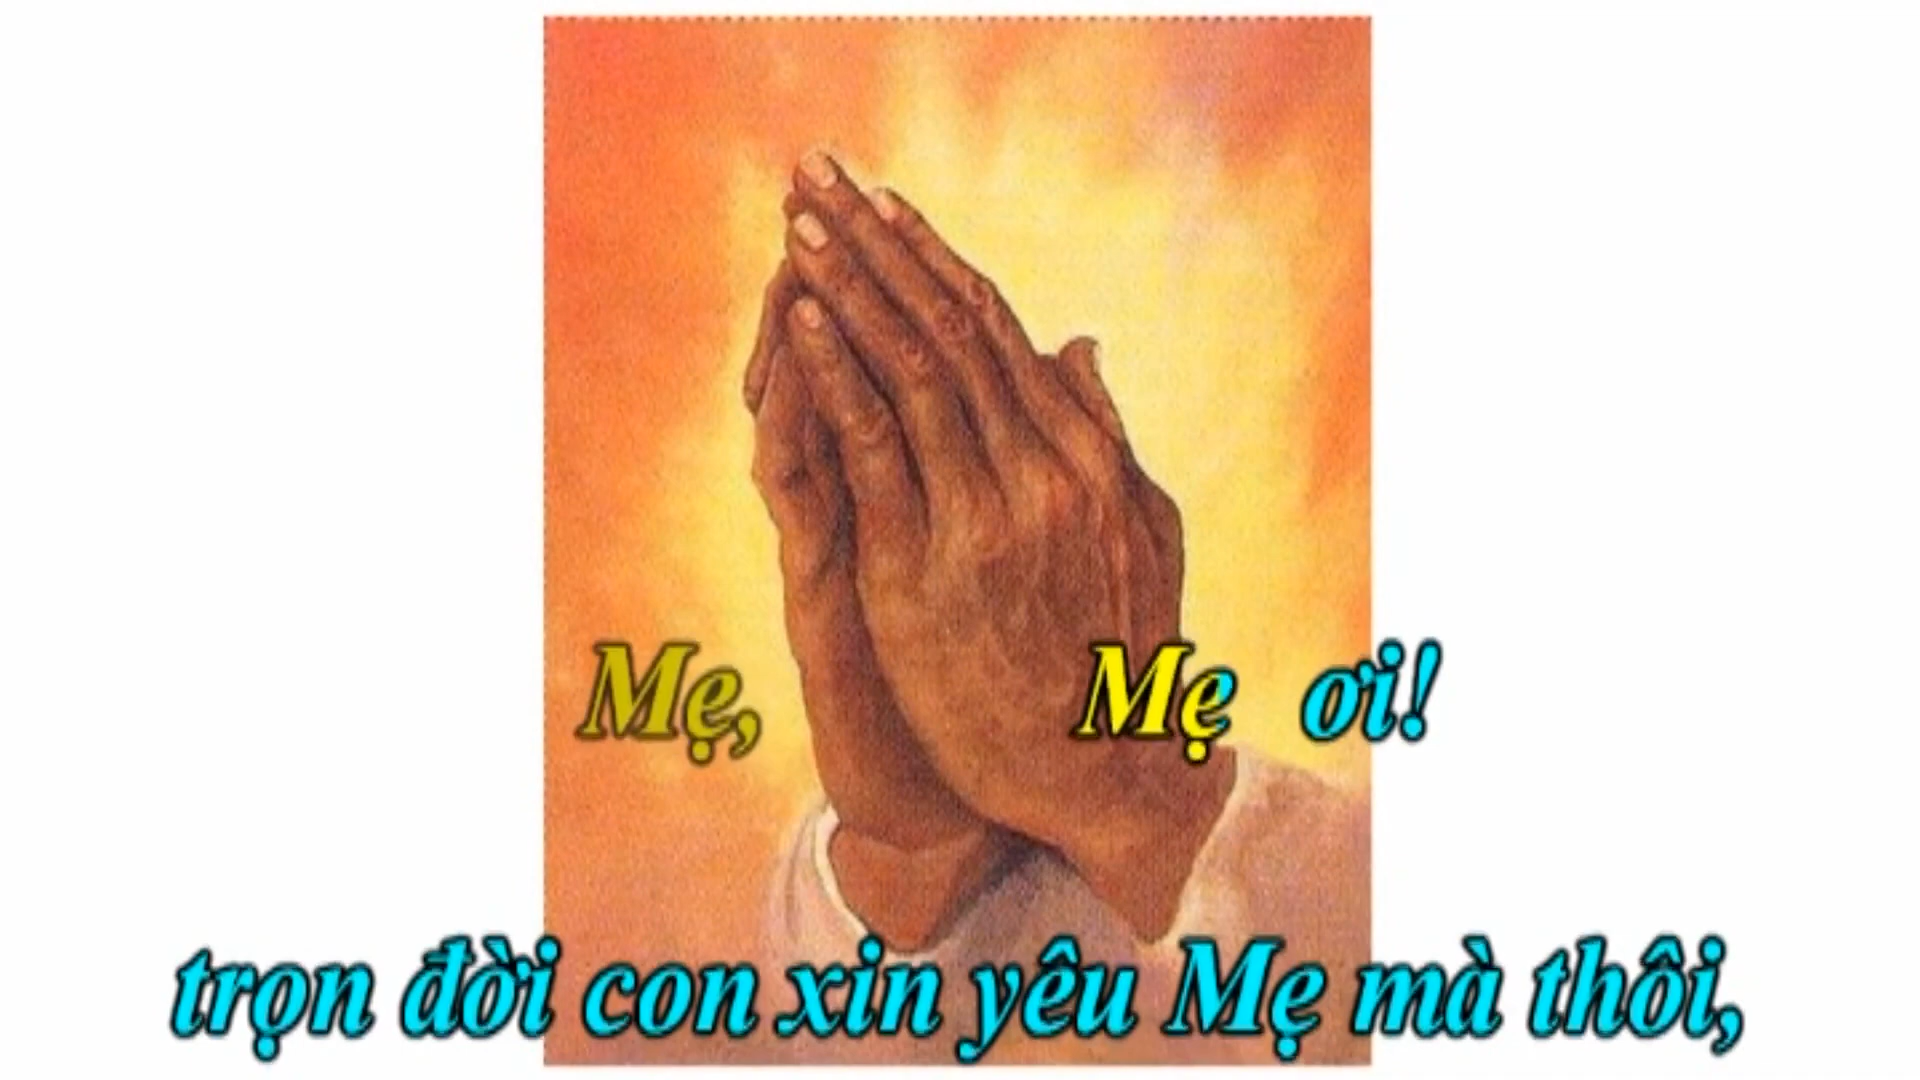 Mẹ, Mẹ ơi!
trọn đời con xin yêu Mẹ mà thôi,